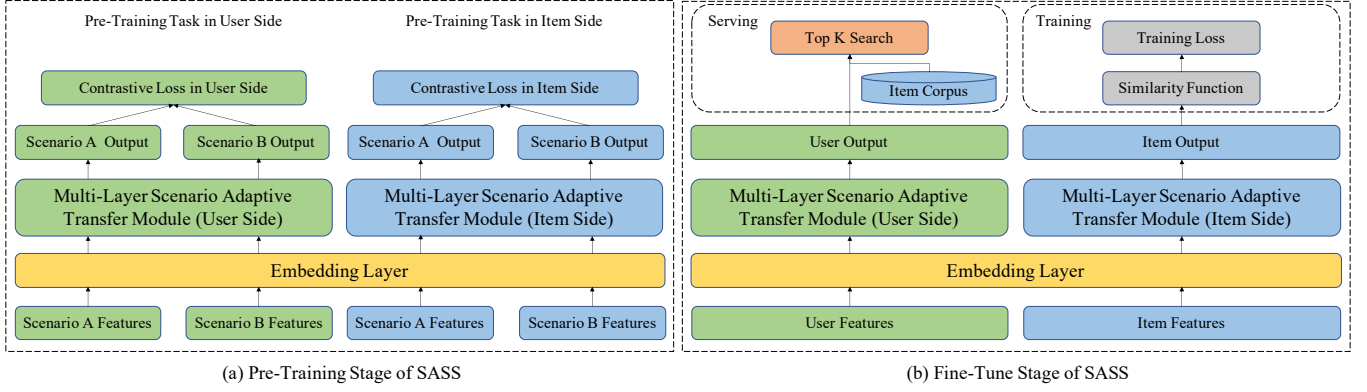 Pre-Training Task in User Side
Pre-Training Task in Item Side
Contrastive Loss in User Side
Contrastive Loss in Item Side
Scenario A Output
Scenario B Output
Scenario A Output
Scenario B Output
Multi-Layer Scenario Adaptive
Transfer Module (User Side)
Multi-Layer Scenario Adaptive
Transfer Module (Item Side)
Embedding Layer
Scenario A Features
Scenario B Features
Scenario A Features
Scenario B Features
(a) Pre-Training Stage of SASS
Serving
Top K Search
Item Corpus
Training
Training Loss
Similarity Function
User Output
Item Output
Multi-Layer Scenario Adaptive
Transfer Module (User Side)
Multi-Layer Scenario Adaptive
Transfer Module (Item Side)
Embedding Layer
User Features
Item Features
(b) Fine-Tune Stage of SASS